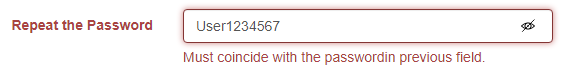 Repeat the Password
User1234567
Must coincide with the passwordin previous field.